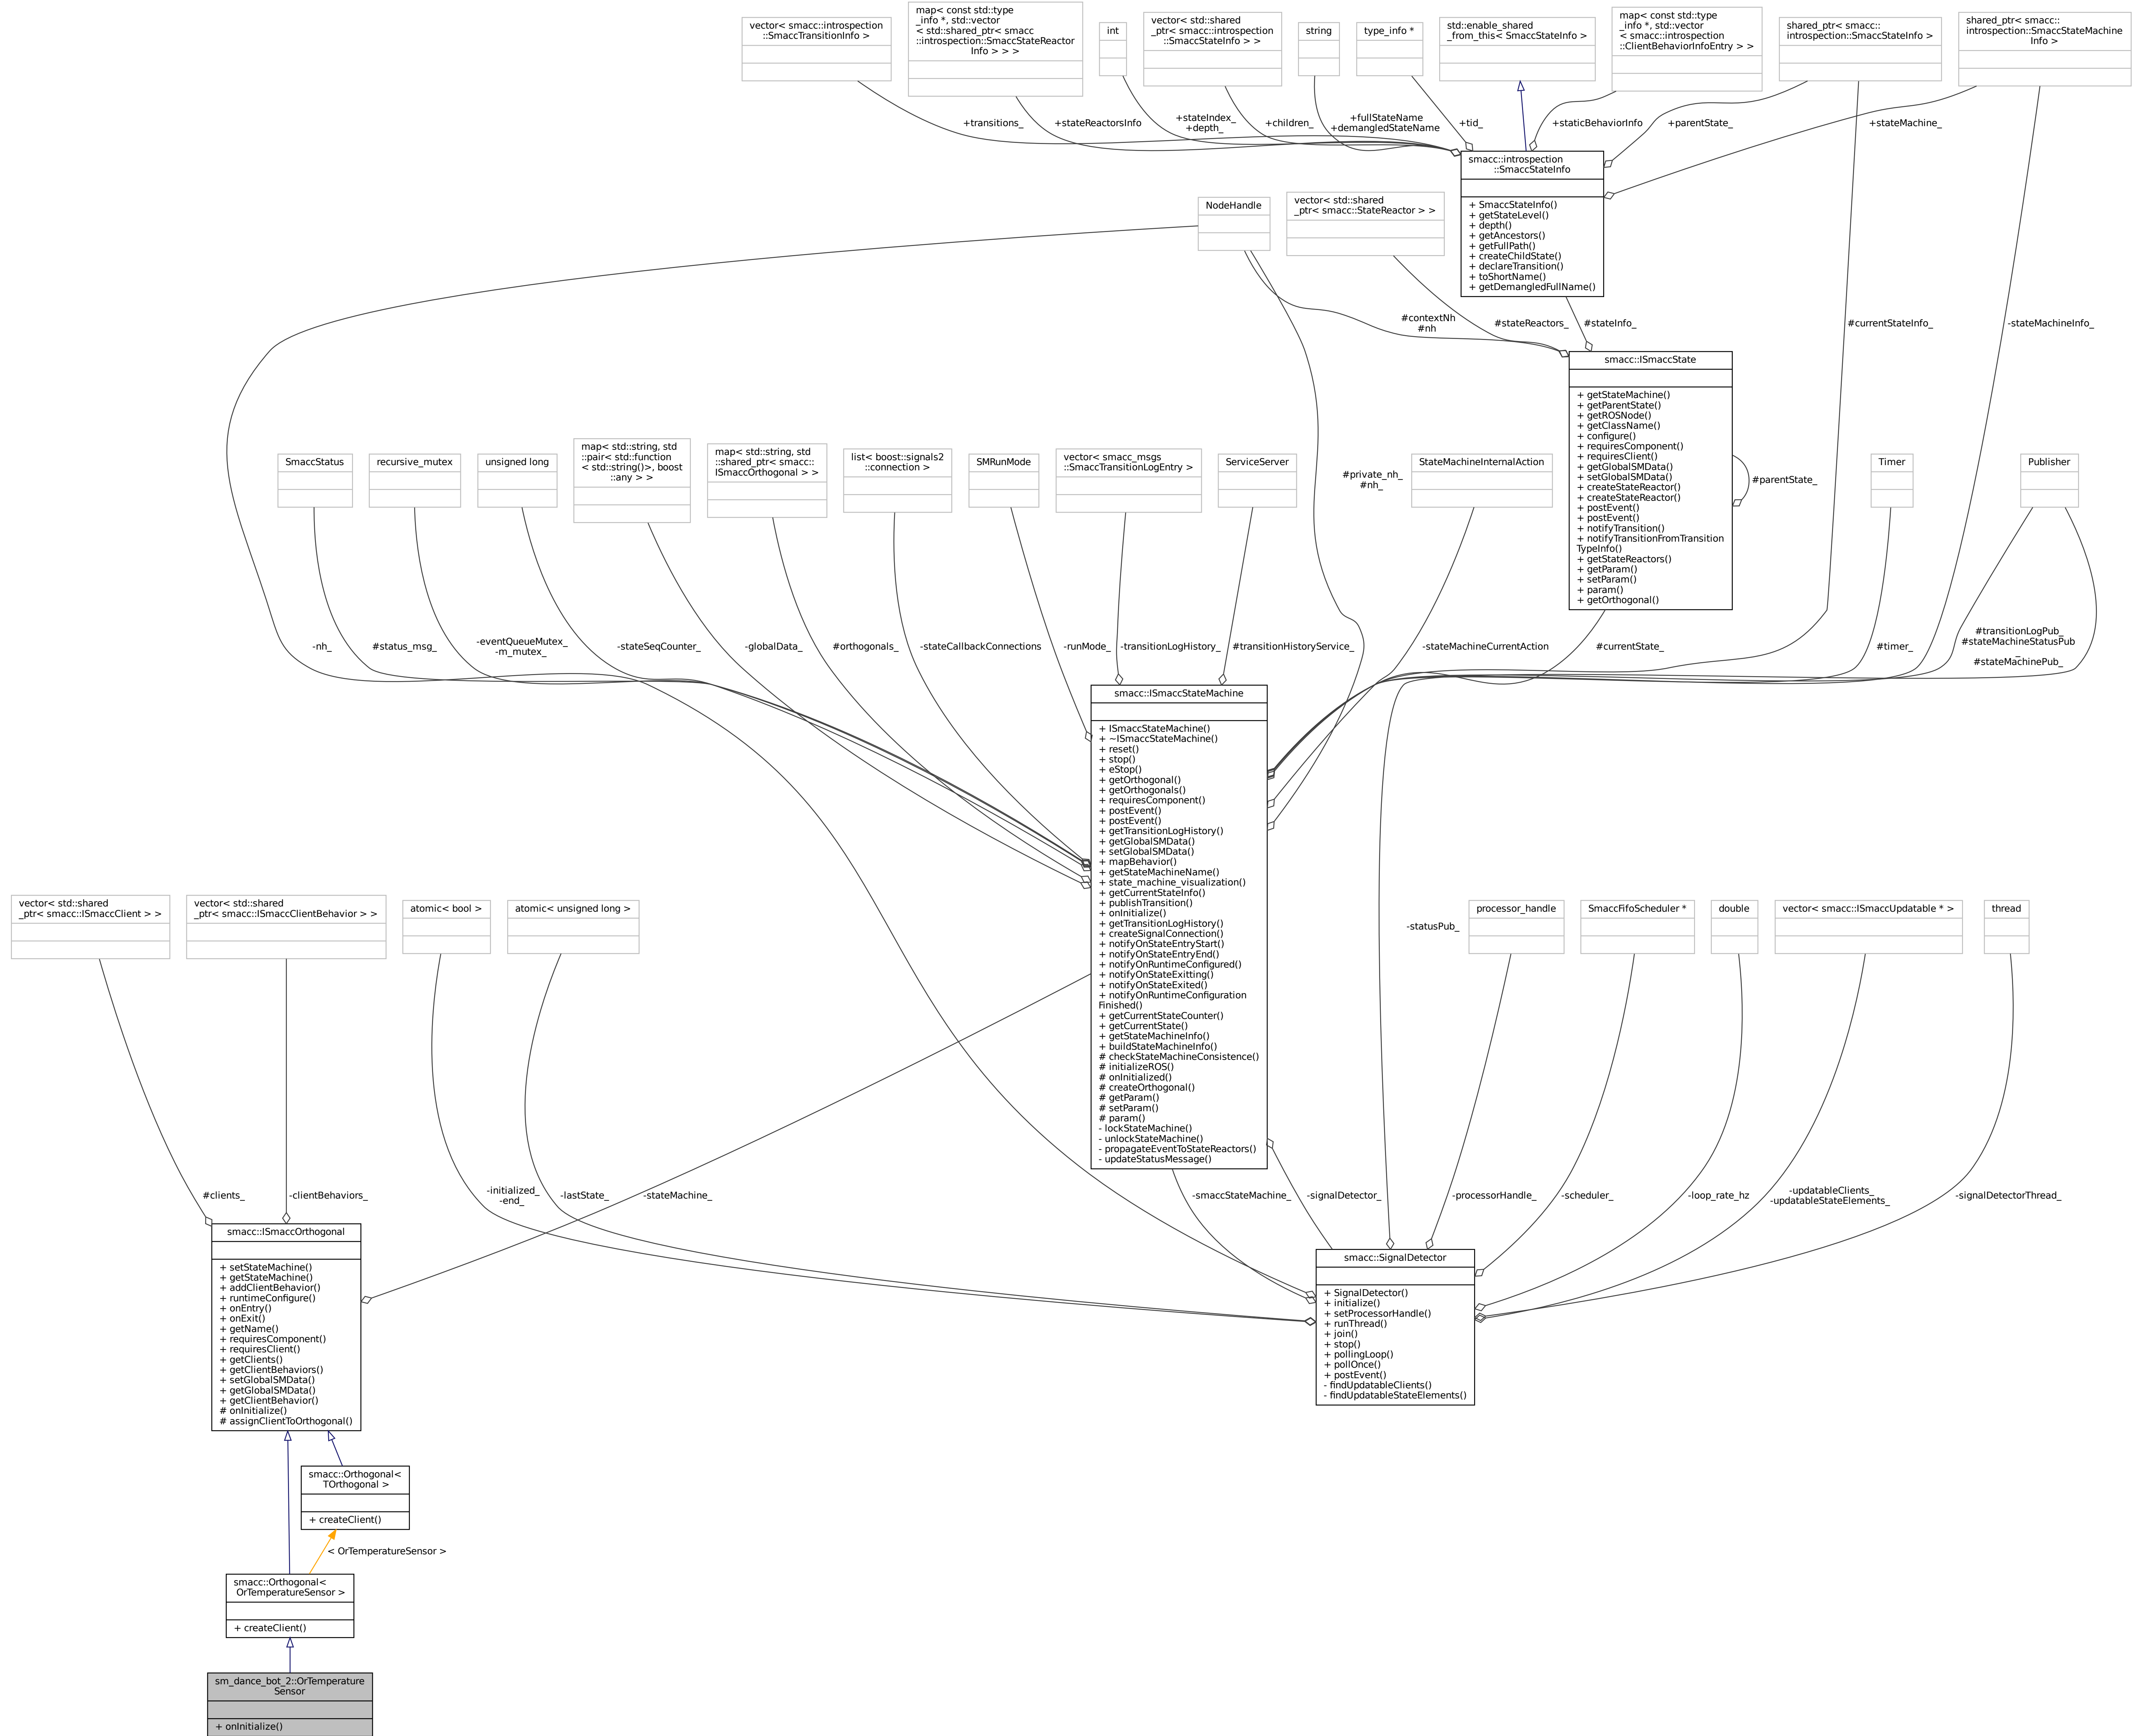 vector< smacc::introspection
::SmaccTransitionInfo >
map< const std::type
_info *, std::vector
< std::shared_ptr< smacc
::introspection::SmaccStateReactor
Info > > >
int
vector< std::shared
_ptr< smacc::introspection
::SmaccStateInfo > >
string
type_info *
std::enable_shared
_from_this< SmaccStateInfo >
map< const std::type
_info *, std::vector
< smacc::introspection
::ClientBehaviorInfoEntry > >
shared_ptr< smacc::
introspection::SmaccStateInfo >
shared_ptr< smacc::
introspection::SmaccStateMachine
Info >
+transitions_
+stateReactorsInfo
+stateIndex_
+depth_
+children_
+fullStateName
+demangledStateName
+tid_
+staticBehaviorInfo
+parentState_
+stateMachine_
smacc::introspection
::SmaccStateInfo
+ SmaccStateInfo()
+ getStateLevel()
+ depth()
+ getAncestors()
+ getFullPath()
+ createChildState()
+ declareTransition()
+ toShortName()
+ getDemangledFullName()
NodeHandle
vector< std::shared
_ptr< smacc::StateReactor > >
#contextNh
#nh
#stateReactors_
#stateInfo_
#currentStateInfo_
-stateMachineInfo_
smacc::ISmaccState
+ getStateMachine()
+ getParentState()
+ getROSNode()
+ getClassName()
+ configure()
+ requiresComponent()
+ requiresClient()
+ getGlobalSMData()
+ setGlobalSMData()
+ createStateReactor()
+ createStateReactor()
+ postEvent()
+ postEvent()
+ notifyTransition()
+ notifyTransitionFromTransition
TypeInfo()
+ getStateReactors()
+ getParam()
+ setParam()
+ param()
+ getOrthogonal()
#parentState_
SmaccStatus
recursive_mutex
unsigned long
map< std::string, std
::pair< std::function
< std::string()>, boost
::any > >
map< std::string, std
::shared_ptr< smacc::
ISmaccOrthogonal > >
list< boost::signals2
::connection >
SMRunMode
vector< smacc_msgs
::SmaccTransitionLogEntry >
ServiceServer
#private_nh_
#nh_
StateMachineInternalAction
Timer
Publisher
-nh_
#status_msg_
-eventQueueMutex_
-m_mutex_
-stateSeqCounter_
-globalData_
#orthogonals_
-stateCallbackConnections
-runMode_
-transitionLogHistory_
#transitionHistoryService_
-stateMachineCurrentAction
#currentState_
#timer_
#transitionLogPub_
#stateMachineStatusPub
_
#stateMachinePub_
smacc::ISmaccStateMachine
+ ISmaccStateMachine()
+ ~ISmaccStateMachine()
+ reset()
+ stop()
+ eStop()
+ getOrthogonal()
+ getOrthogonals()
+ requiresComponent()
+ postEvent()
+ postEvent()
+ getTransitionLogHistory()
+ getGlobalSMData()
+ setGlobalSMData()
+ mapBehavior()
+ getStateMachineName()
+ state_machine_visualization()
+ getCurrentStateInfo()
+ publishTransition()
+ onInitialize()
+ getTransitionLogHistory()
+ createSignalConnection()
+ notifyOnStateEntryStart()
+ notifyOnStateEntryEnd()
+ notifyOnRuntimeConfigured()
+ notifyOnStateExitting()
+ notifyOnStateExited()
+ notifyOnRuntimeConfiguration
Finished()
+ getCurrentStateCounter()
+ getCurrentState()
+ getStateMachineInfo()
+ buildStateMachineInfo()
# checkStateMachineConsistence()
# initializeROS()
# onInitialized()
# createOrthogonal()
# getParam()
# setParam()
# param()
- lockStateMachine()
- unlockStateMachine()
- propagateEventToStateReactors()
- updateStatusMessage()
vector< std::shared
_ptr< smacc::ISmaccClient > >
vector< std::shared
_ptr< smacc::ISmaccClientBehavior > >
atomic< bool >
atomic< unsigned long >
-statusPub_
processor_handle
SmaccFifoScheduler *
double
vector< smacc::ISmaccUpdatable * >
thread
#clients_
-clientBehaviors_
-initialized_
-end_
-lastState_
-stateMachine_
-smaccStateMachine_
-signalDetector_
-processorHandle_
-scheduler_
-loop_rate_hz
-updatableClients_
-updatableStateElements_
-signalDetectorThread_
smacc::ISmaccOrthogonal
+ setStateMachine()
+ getStateMachine()
+ addClientBehavior()
+ runtimeConfigure()
+ onEntry()
+ onExit()
+ getName()
+ requiresComponent()
+ requiresClient()
+ getClients()
+ getClientBehaviors()
+ setGlobalSMData()
+ getGlobalSMData()
+ getClientBehavior()
# onInitialize()
# assignClientToOrthogonal()
smacc::SignalDetector
+ SignalDetector()
+ initialize()
+ setProcessorHandle()
+ runThread()
+ join()
+ stop()
+ pollingLoop()
+ pollOnce()
+ postEvent()
- findUpdatableClients()
- findUpdatableStateElements()
smacc::Orthogonal<
TOrthogonal >
+ createClient()
< OrTemperatureSensor >
smacc::Orthogonal<
OrTemperatureSensor >
+ createClient()
sm_dance_bot_2::OrTemperature
Sensor
+ onInitialize()